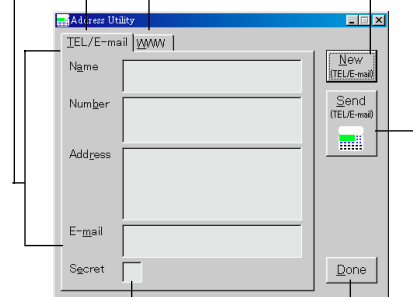 Address Utility
TEL/E-mail WWW
Name
Number
Address
E-mail
Secret
New
(TEL/E-mail)
Send
(TEL/E-mail)
Done